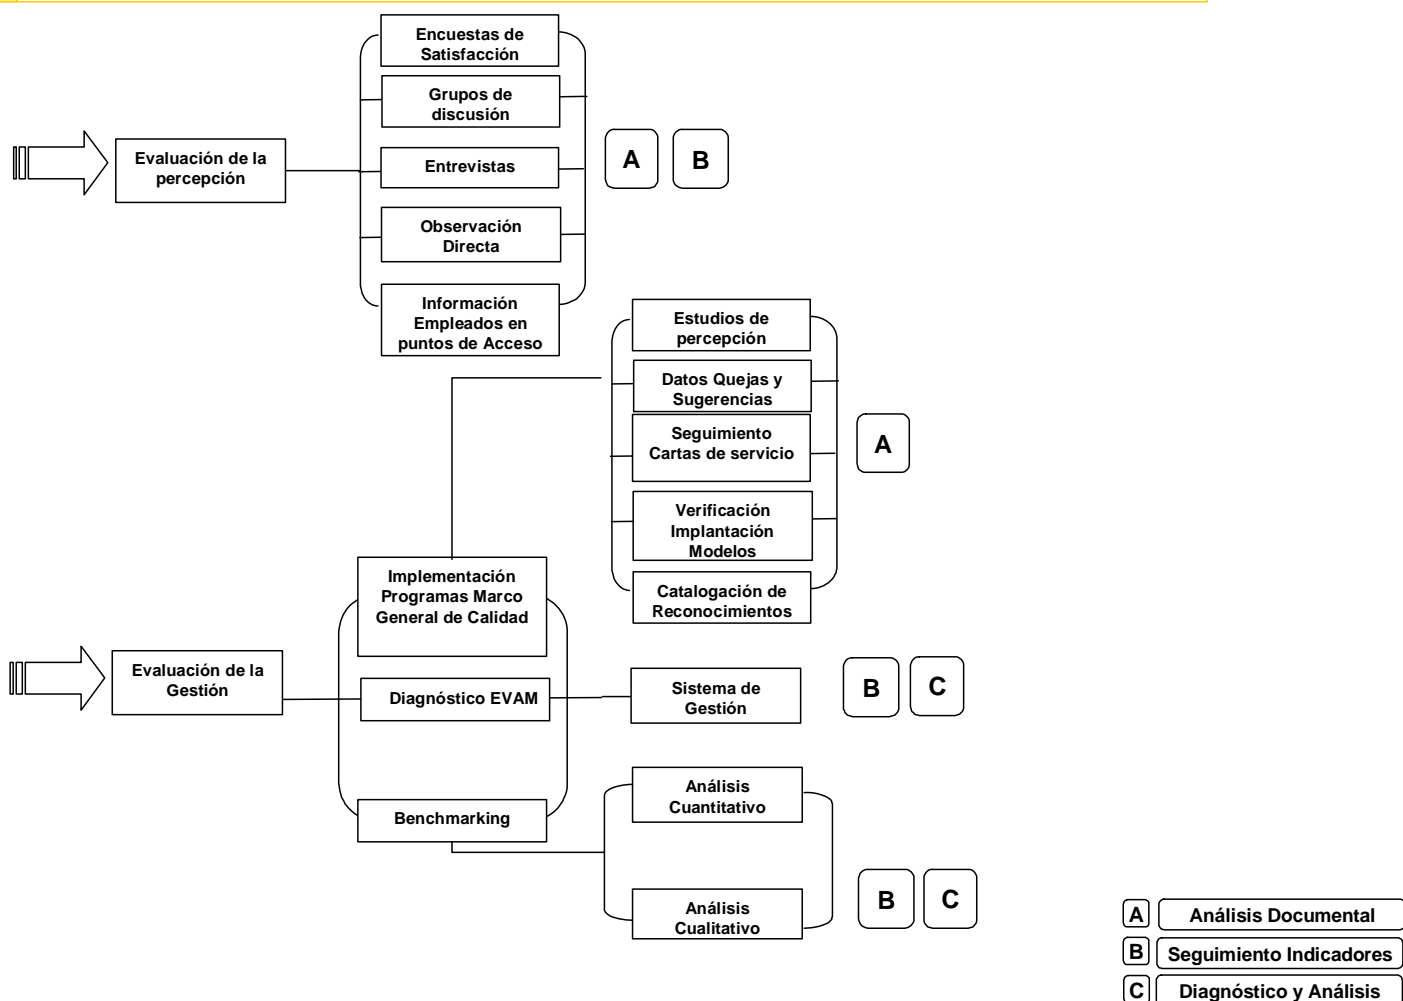 Encuestas de
Satisfacción
Grupos de
discusión
Evaluación de la
percepción
Entrevistas
A
B
Observación
Directa
Información
Empleados en
puntos de Acceso
Estudios de
percepción
Datos Quejas y
Sugerencias
Seguimiento
Cartas de servicio
A
Verificación
Implantación
Modelos
Catalogación de
Reconocimientos
Implementación
Programas Marco
General de Calidad
Evaluación de la
Gestión
Diagnóstico EVAM
Sistema de
Gestión
B
C
Benchmarking
Análisis
Cuantitativo
Análisis
Cualitativo
B
C
A Análisis Documental
B Seguimiento Indicadores
C Diagnóstico y Análisis